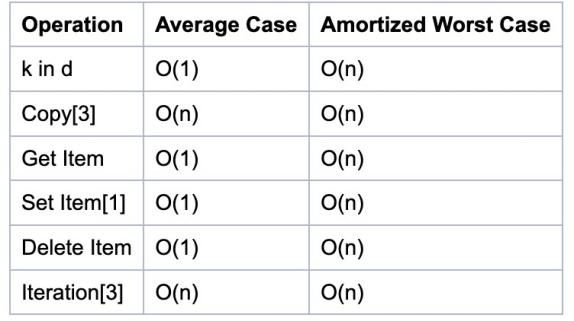 Operation Average Case Amortized Worst Case
k in d O(1) O(n)
Copy[3] O(n) O(n)
Get Item O(1) O(n)
Set Item[1] O(1) O(n)
Delete Item O(1) O(n)
Iteration[3] O(n) O(n)